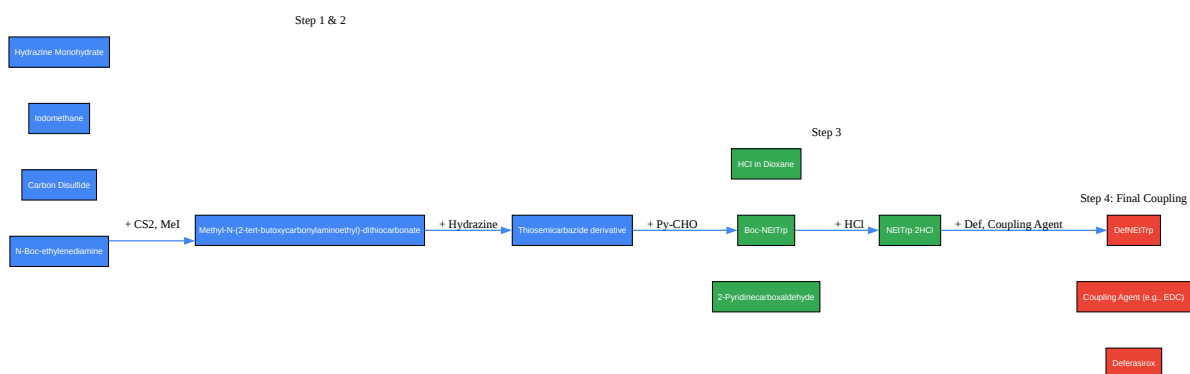 Step 1 & 2
Hydrazine Monohydrate
Iodomethane
Step 3
HCl in Dioxane
Carbon Disulfide
Step 4: Final Coupling
N-Boc-ethylenediamine
+ CS2, MeI
Methyl-N-(2-tert-butoxycarbonylaminoethyl)-dithiocarbonate
+ Hydrazine
Thiosemicarbazide derivative
+ Py-CHO
Boc-NEtTrp
+ HCl
NEtTrp·2HCl
+ Def, Coupling Agent
DefNEtTrp
2-Pyridinecarboxaldehyde
Coupling Agent (e.g., EDC)
Deferasirox